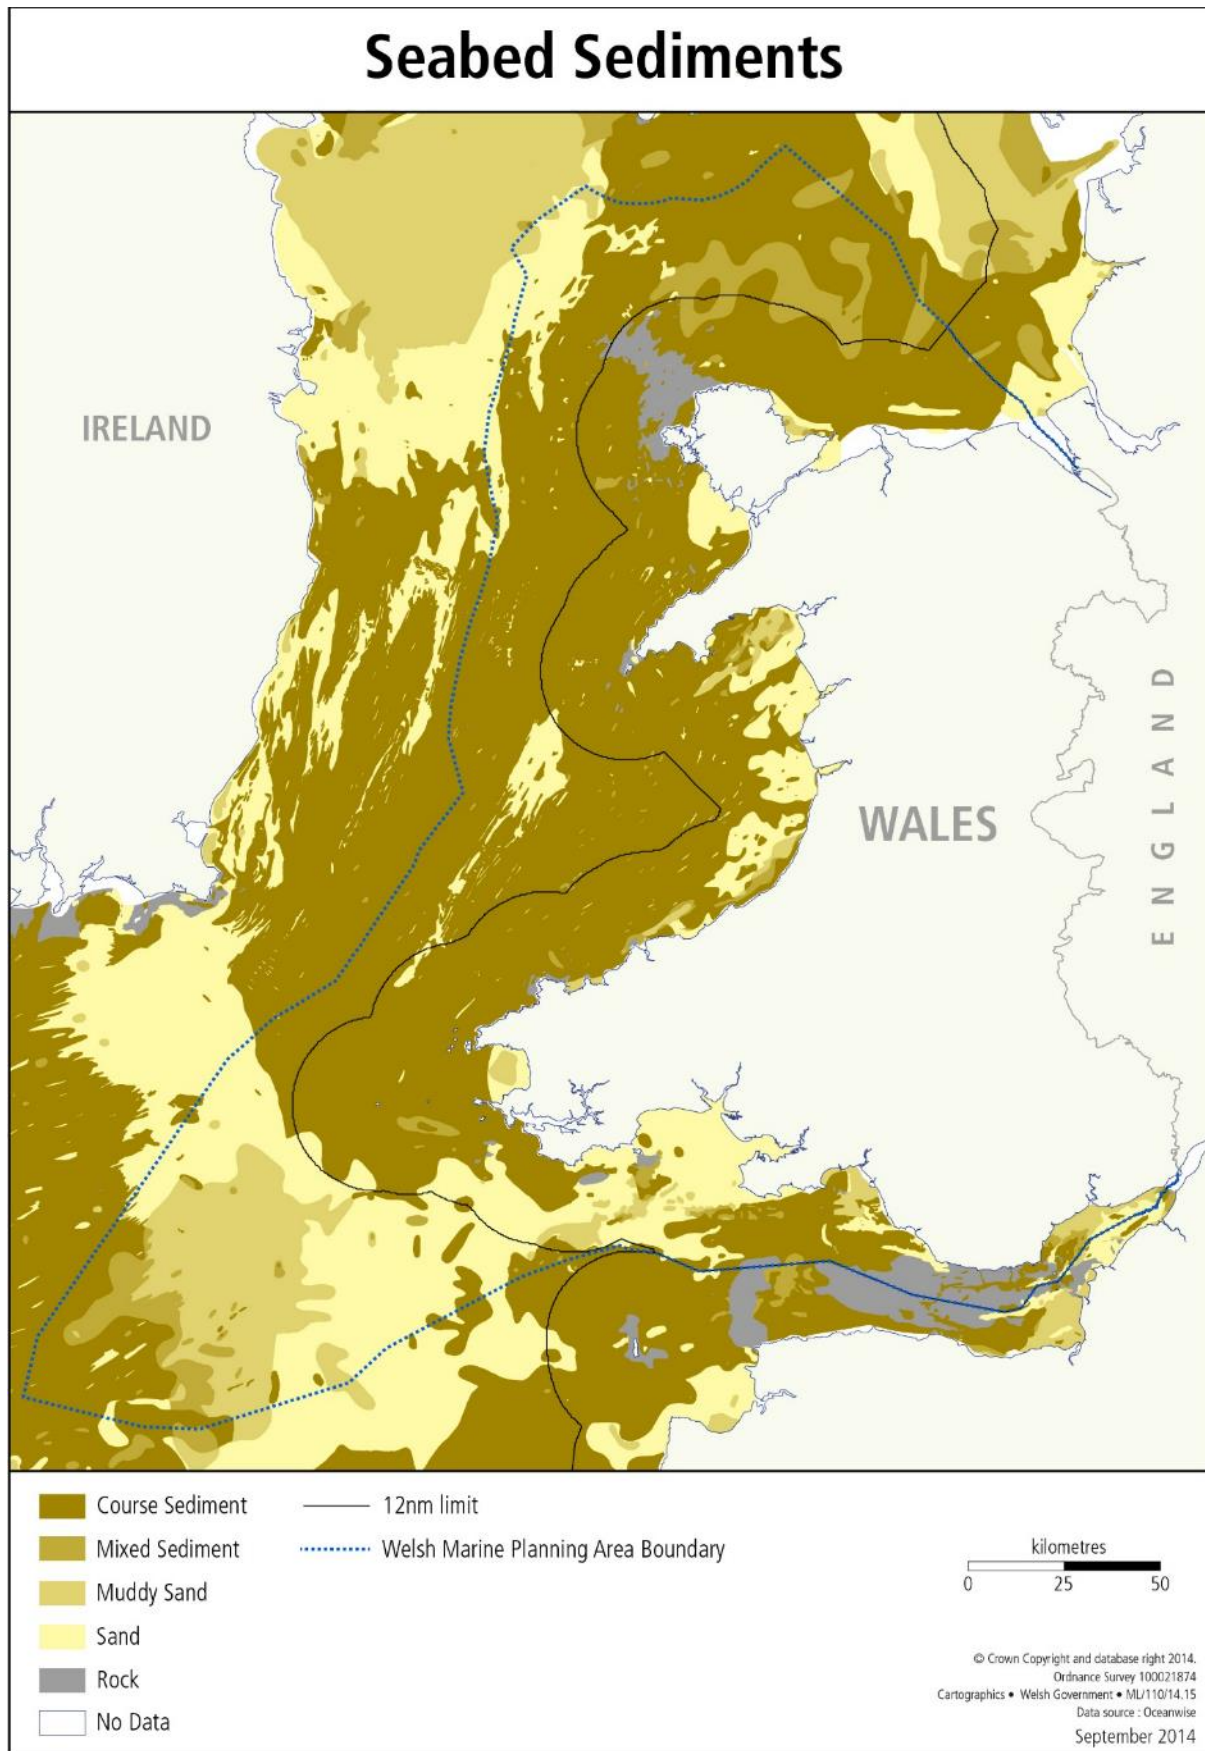 Seabed Sediments
IRELAND
WALES
ENGLAND
Course Sediment
Mixed Sediment
Muddy Sand
Sand
Rock
No Data
12nm limit
Welsh Marine Planning Area Boundary
kilometres
0 25 50
© Crown Copyright and database right 2014.
Ordnance Survey 100021874
Cartographics • Welsh Government • ML/110/14.15
Data source : Oceanwise
September 2014